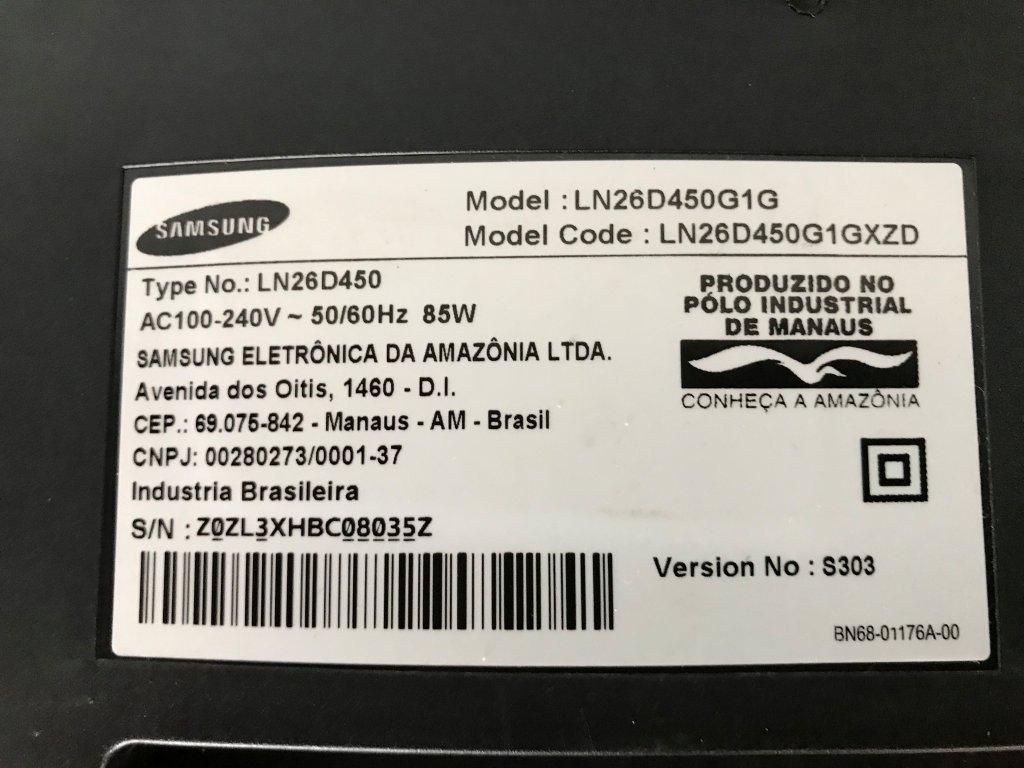 SAMSUNG
Model : LN26D450G1G
Model Code : LN26D450G1GXZD
Type No.: LN26D450
AC100-240V ~ 50/60Hz 85W
SAMSUNG ELETRÔNICA DA AMAZÔNIA LTDA.
Avenida dos Oitis, 1460 - D.I.
CEP.: 69.075-842 - Manaus - AM - Brasil
CNPJ: 00280273/0001-37
Industria Brasileira
S/N : Z0ZL3XHBC08035Z
PRODUZIDO NO
PÓLO INDUSTRIAL
DE MANAUS
CONHEÇA A AMAZÔNIA
Version No : S303
BN68-01176A-00